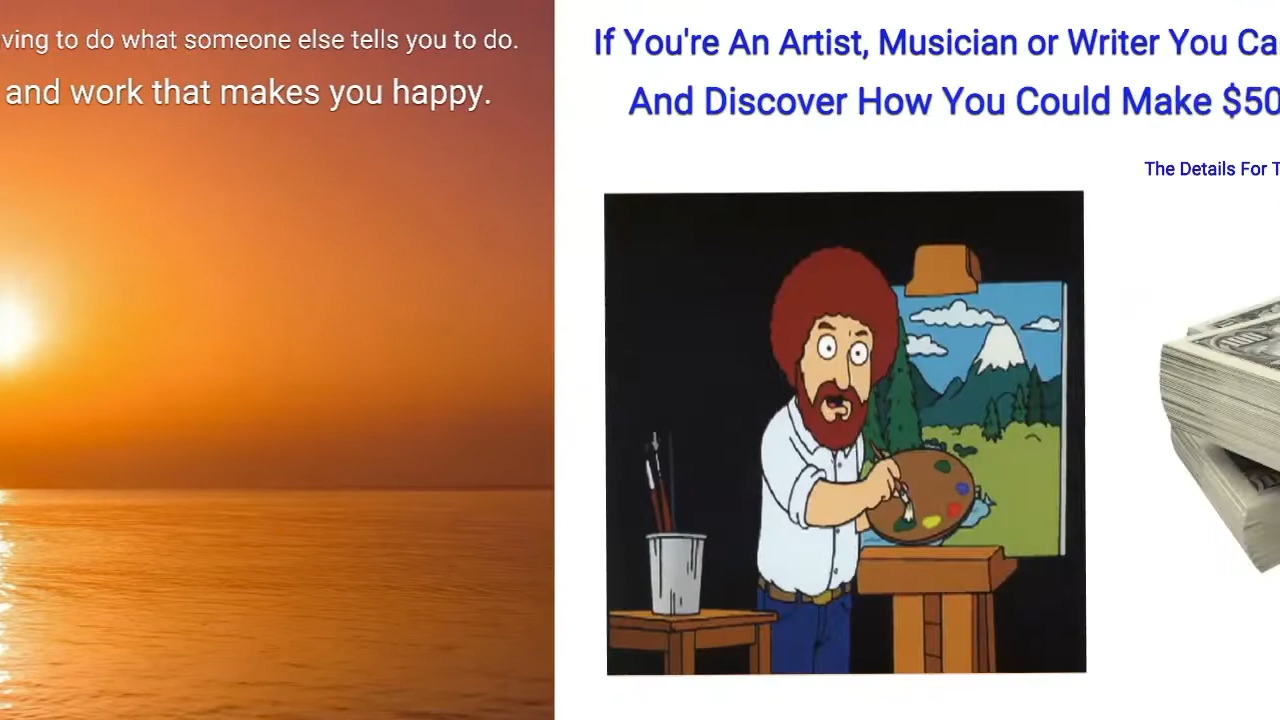 ving to do what someone else tells you to do.
and work that makes you happy.
If You're An Artist, Musician or Writer You Ca
And Discover How You Could Make $50
The Details For T